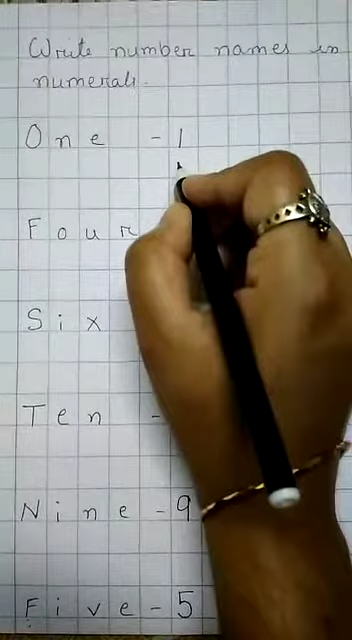 Write number names in
numerals.
One - 1
Four
Six
Ten -
Nine - 9
Five - 5